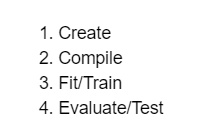 1. Create
2. Compile
3. Fit/Train
4. Evaluate/Test